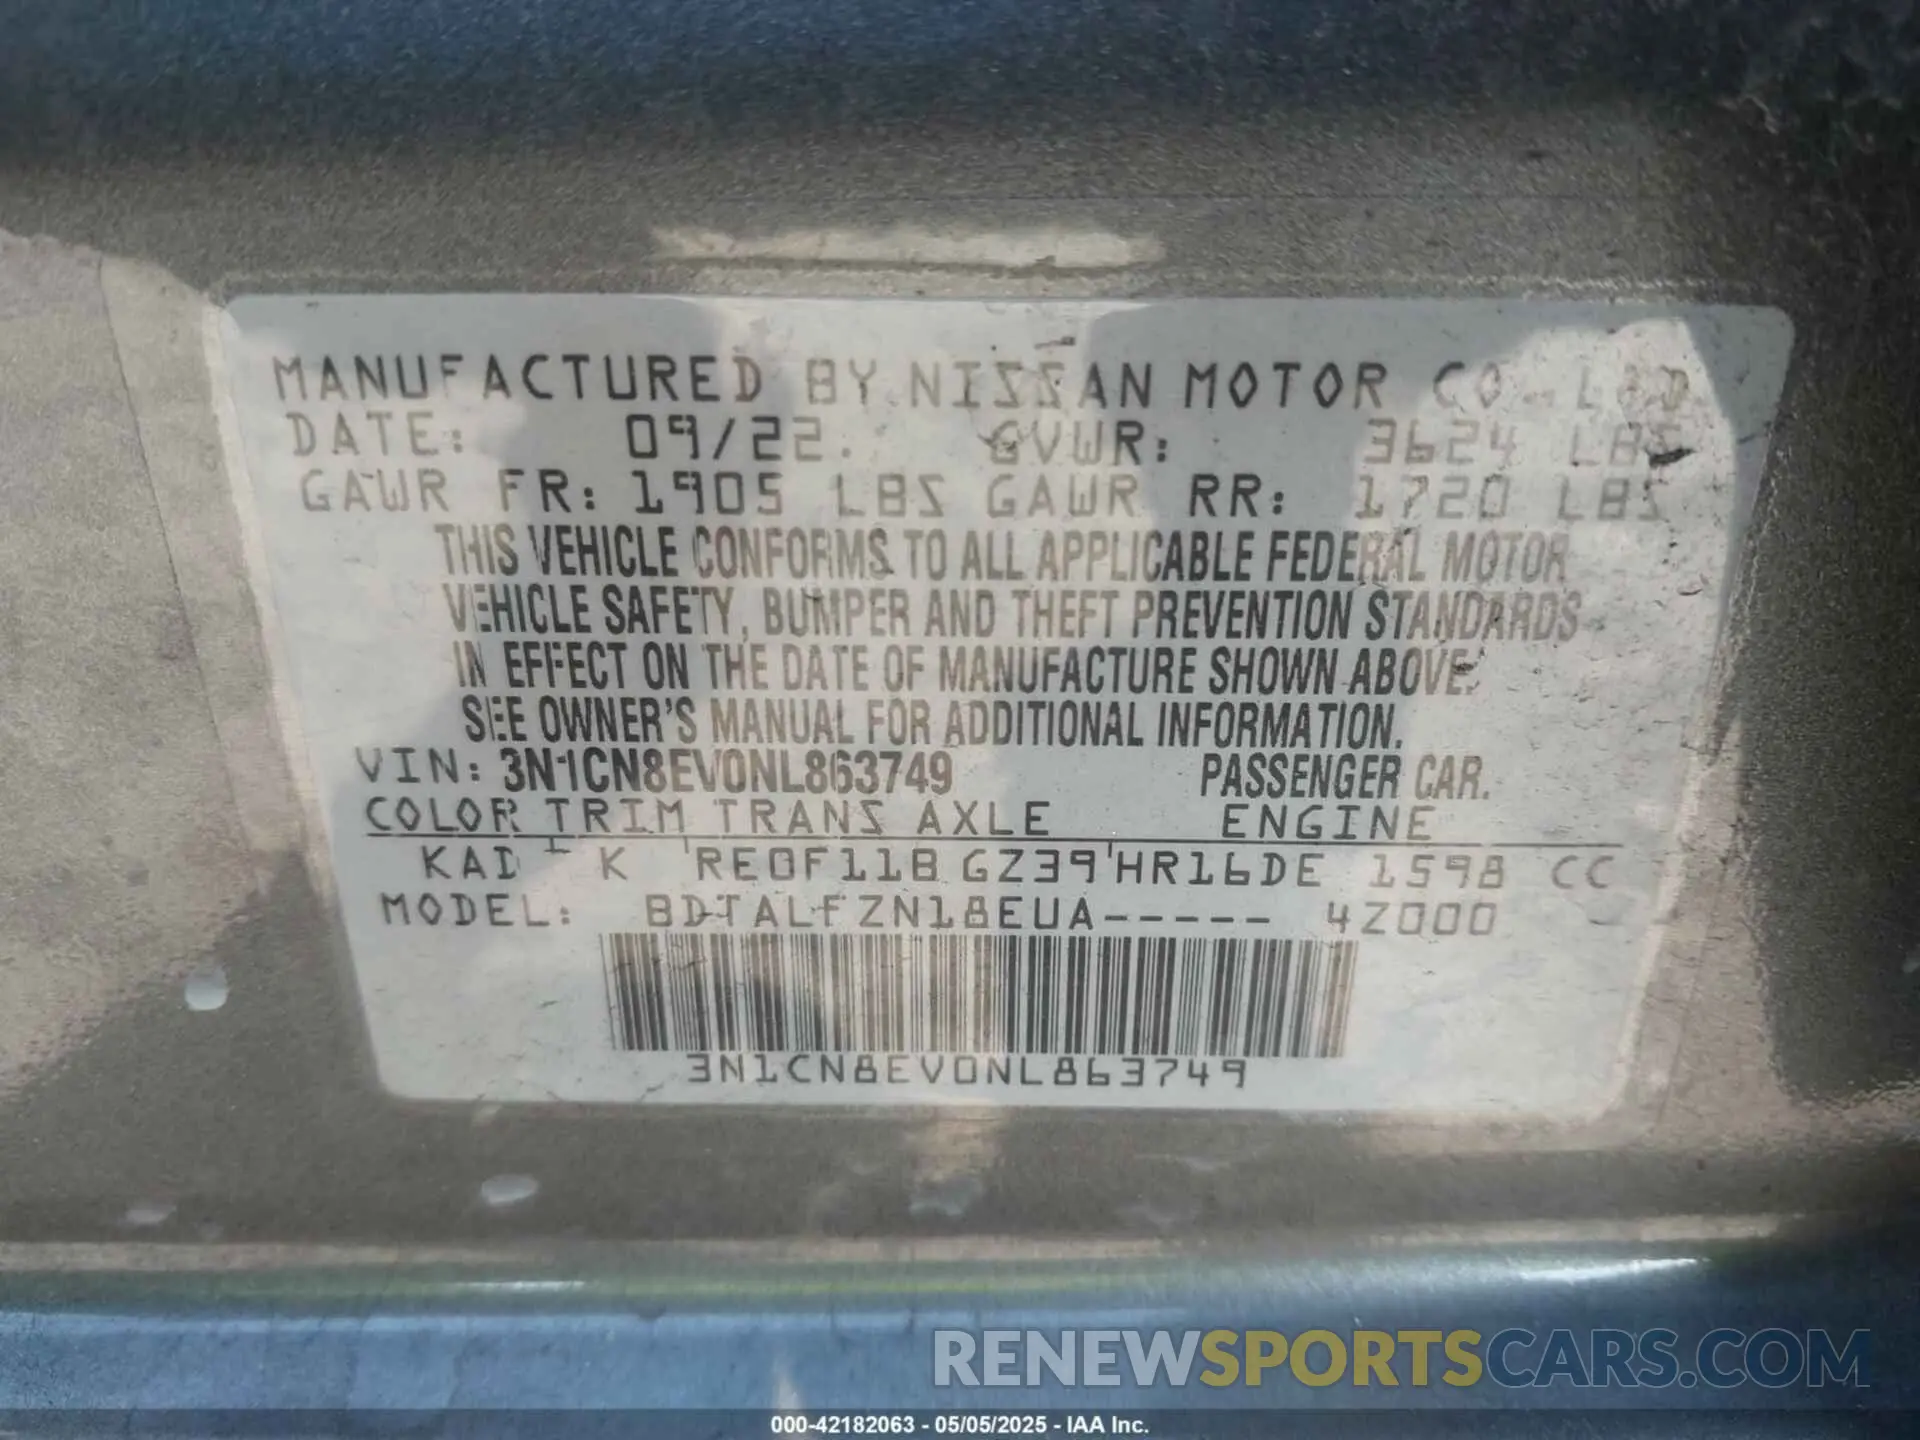 MANUFACTURED BY NISSAN MOTOR CO., LTD
DATE: 09/22. GVWR: 3624 LBS
GAWR FR: 1905 LBS GAWR RR: 1720 LBS
THIS VEHICLE CONFORMS TO ALL APPLICABLE FEDERAL MOTOR
VEHICLE SAFETY, BUMPER AND THEFT PREVENTION STANDARDS
IN EFFECT ON THE DATE OF MANUFACTURE SHOWN ABOVE.
SEE OWNER'S MANUAL FOR ADDITIONAL INFORMATION.
VIN: 3N1CN8EV0NL863749 PASSENGER CAR.
COLOR TRIM TRANS AXLE ENGINE
KAD K RE0F11B GZ39 HR16DE 1598 CC
MODEL: BDTALFZN18EUA----- 4Z000
3N1CN8EV0NL863749
RENEWSPORTSCARS.COM
000-42182063 - 05/05/2025 - IAA Inc.